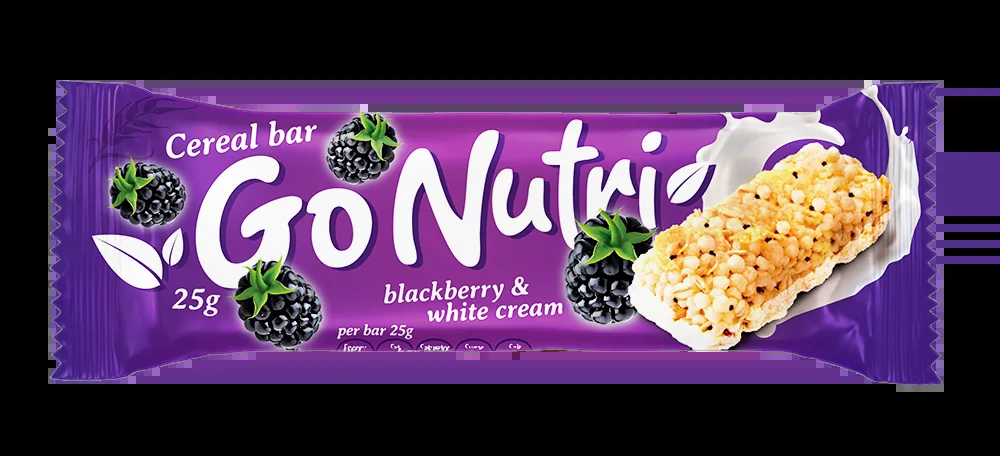 Cereal bar
Go Nutri
25g
blackberry &
white cream
per bar 25g